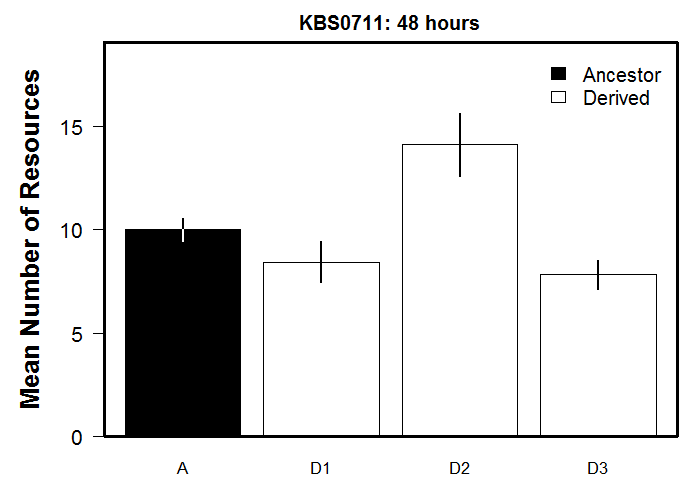 KBS0711: 48 hours
Ancestor
Derived
Mean Number of Resources
15
10
5
0
A D1 D2 D3